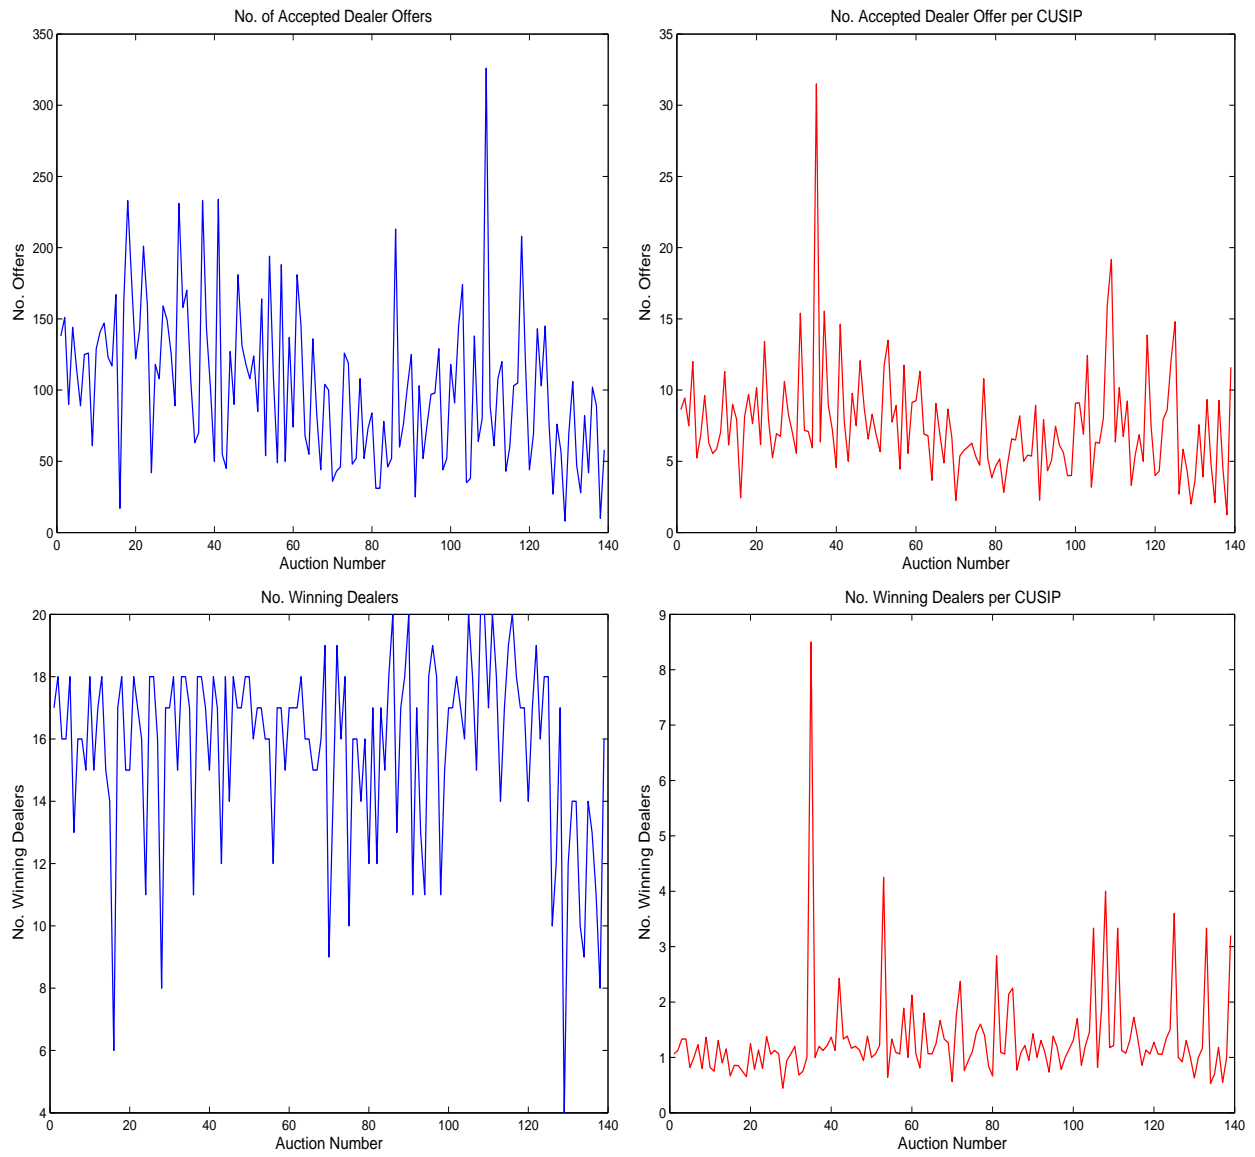 No. of Accepted Dealer Offers
No. Offers
350
300
250
200
150
100
50
0
0 20 40 60 80 100 120 140
Auction Number
No. Accepted Dealer Offer per CUSIP
No. Offers
35
30
25
20
15
10
5
0
0 20 40 60 80 100 120 140
Auction Number
No. Winning Dealers
No. Winning Dealers
20
18
16
14
12
10
8
6
4
0 20 40 60 80 100 120 140
Auction Number
No. Winning Dealers per CUSIP
No. Winning Dealers
9
8
7
6
5
4
3
2
1
0
0 20 40 60 80 100 120 140
Auction Number